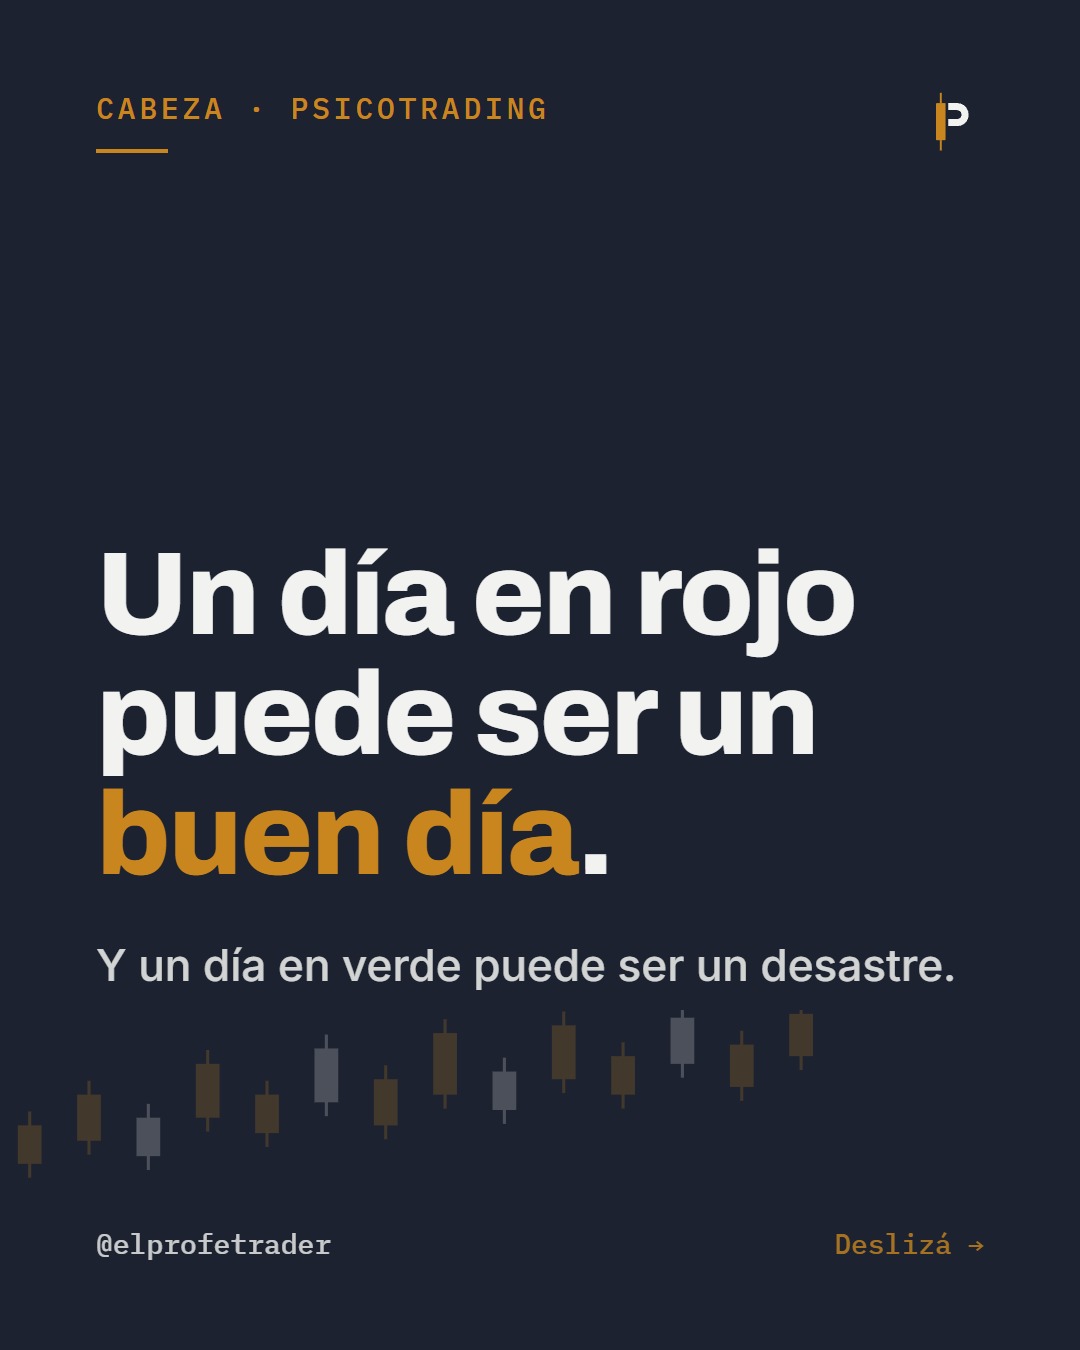 CABEZA · PSICOTRADING
P
Un día en rojo
puede ser un
buen día.
Y un día en verde puede ser un desastre.
@elprofetrader
Deslizá →